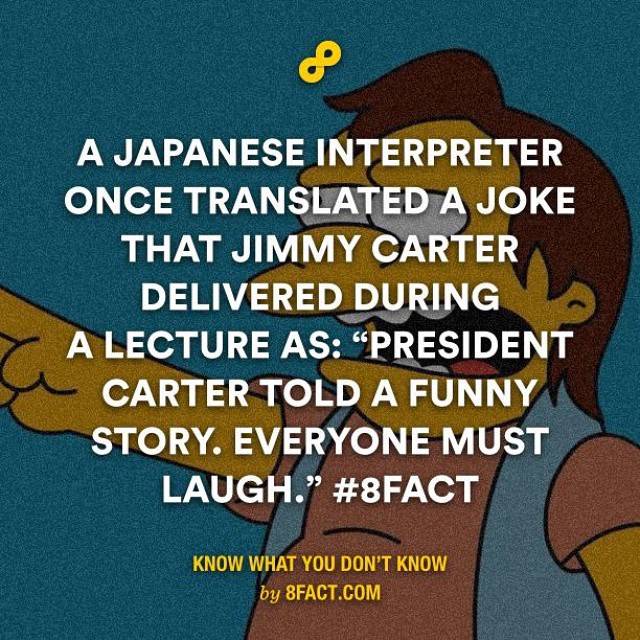 A JAPANESE INTERPRETER
ONCE TRANSLATED A JOKE
THAT JIMMY CARTER
DELIVERED DURING
A LECTURE AS: “PRESIDENT
CARTER TOLD A FUNNY
STORY. EVERYONE MUST
LAUGH.” #8FACT
KNOW WHAT YOU DON’T KNOW
by 8FACT.COM